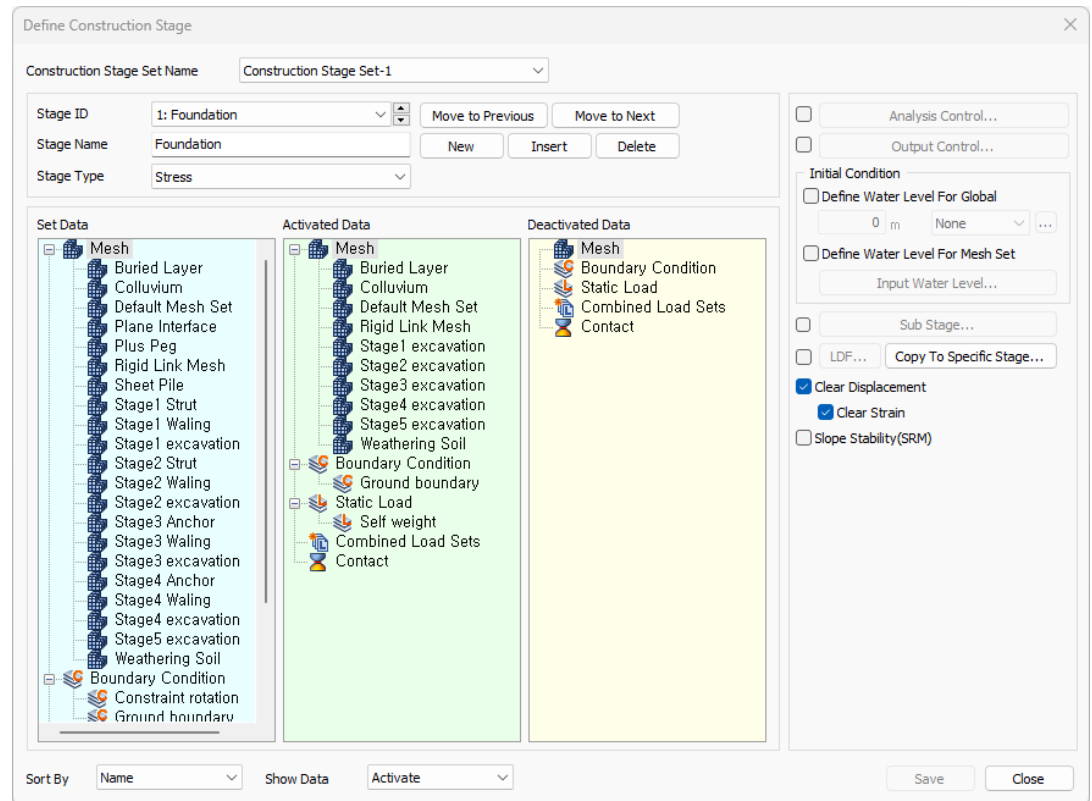 Define Construction Stage
Construction Stage Set Name Construction Stage Set-1
Stage ID 1: Foundation Move to Previous Move to Next
Stage Name Foundation New Insert Delete
Stage Type Stress
Set Data
Mesh
Buried Layer
Colluvium
Default Mesh Set
Plane Interface
Plus Peg
Rigid Link Mesh
Sheet Pile
Stage1 Strut
Stage1 Waling
Stage1 excavation
Stage2 Strut
Stage2 Waling
Stage2 excavation
Stage3 Anchor
Stage3 Waling
Stage3 excavation
Stage4 Anchor
Stage4 Waling
Stage4 excavation
Stage5 excavation
Weathering Soil
Boundary Condition
Constraint rotation
Ground boundary
Activated Data
Mesh
Buried Layer
Colluvium
Default Mesh Set
Rigid Link Mesh
Stage1 excavation
Stage2 excavation
Stage3 excavation
Stage4 excavation
Stage5 excavation
Weathering Soil
Boundary Condition
Ground boundary
Static Load
Self weight
Combined Load Sets
Contact
Deactivated Data
Mesh
Boundary Condition
Static Load
Combined Load Sets
Contact
Analysis Control...
Output Control...
Initial Condition
Define Water Level For Global
0 m None ...
Define Water Level For Mesh Set
Input Water Level...
Sub Stage...
LDF... Copy To Specific Stage...
Clear Displacement
Clear Strain
Slope Stability(SRM)
Sort By Name Show Data Activate Save Close